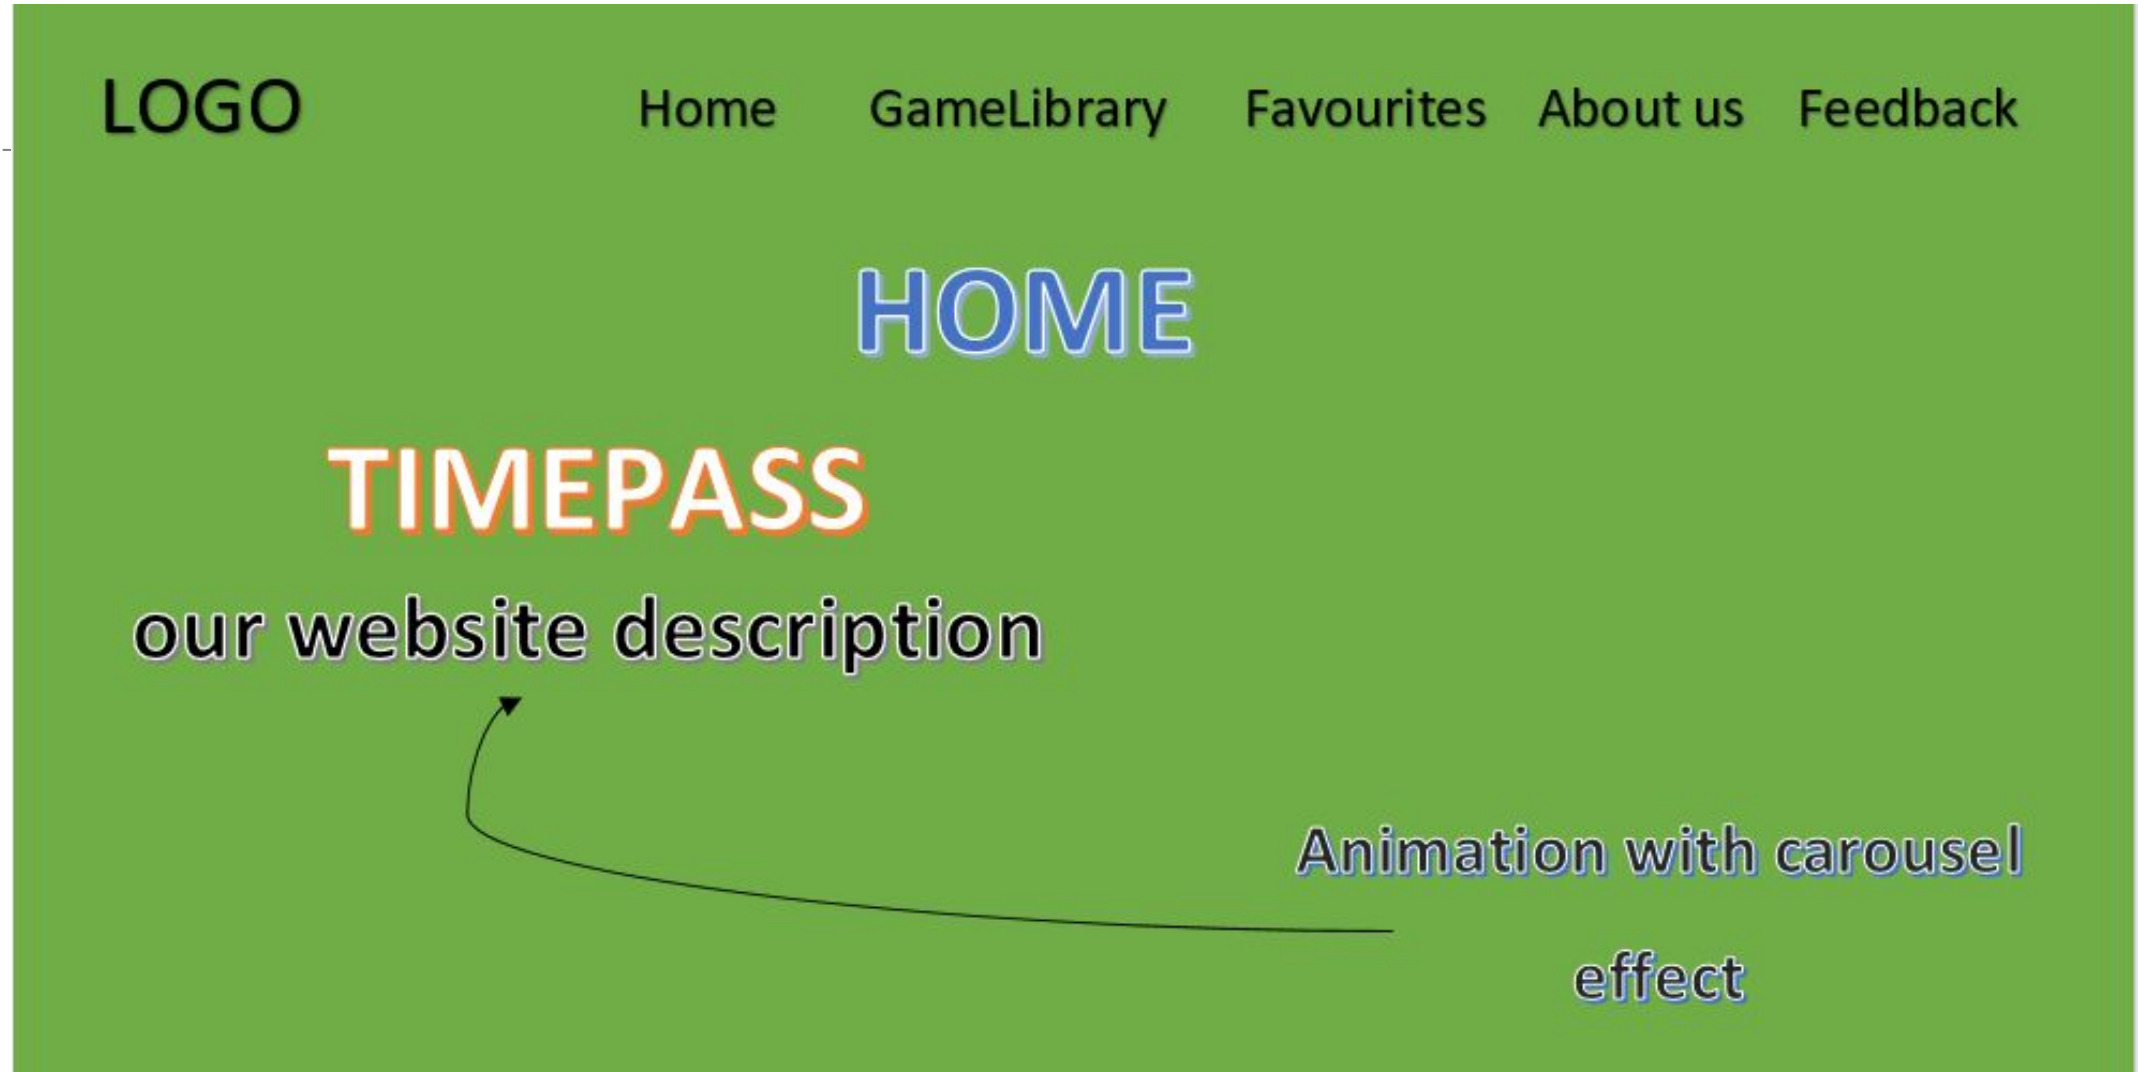 LOGO Home GameLibrary Favourites About us Feedback
HOME
TIMEPASS
our website description
Animation with carousel
effect